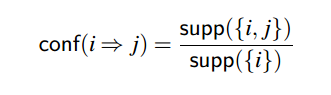 conf(i ⇒ j) = supp({i, j}) / supp({i})